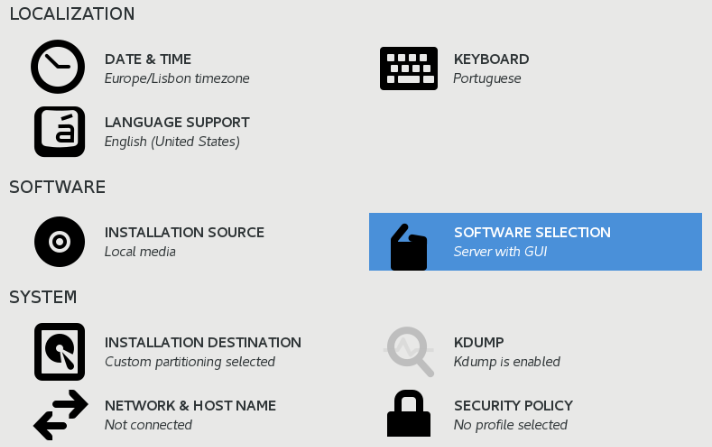 LOCALIZATION
DATE & TIME
Europe/Lisbon timezone
KEYBOARD
Portuguese
LANGUAGE SUPPORT
English (United States)
SOFTWARE
INSTALLATION SOURCE
Local media
SOFTWARE SELECTION
Server with GUI
SYSTEM
INSTALLATION DESTINATION
Custom partitioning selected
KDUMP
Kdump is enabled
NETWORK & HOST NAME
Not connected
SECURITY POLICY
No profile selected